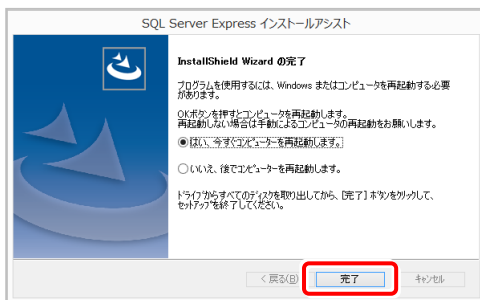 SQL Server Express インストールアシスト
InstallShield Wizard の完了
プログラムを使用するには、Windows またはコンピュータを再起動する必要
があります。
OKボタンを押すとコンピュータを再起動します。
再起動しない場合は手動によるコンピュータの再起動をお願いします。
はい、今すぐコンピューターを再起動します。
いいえ、後でコンピューターを再起動します。
ドライブからすべてのディスクを取り出してから、[完了] ボタンをクリックして、
セットアップを終了してください。
< 戻る(B)
完了
キャンセル